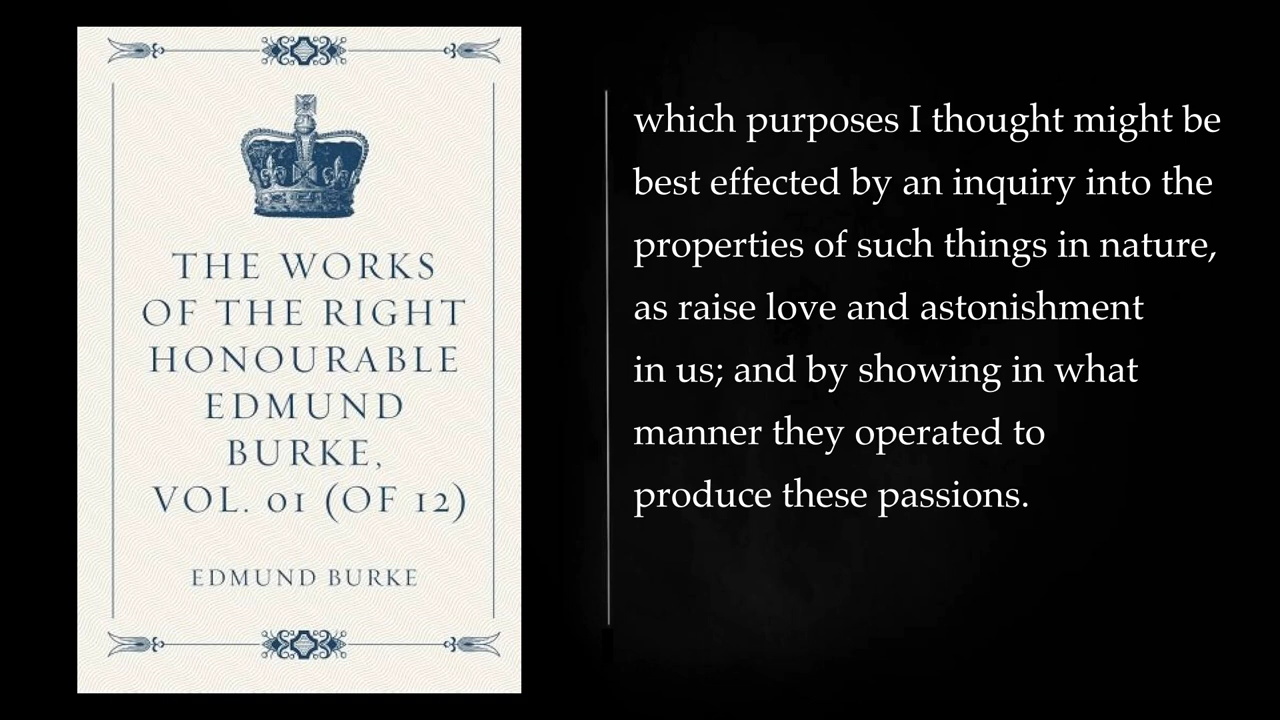 THE WORKS
OF THE RIGHT
HONOURABLE
EDMUND
BURKE,
VOL. 01 (OF 12)
EDMUND BURKE
which purposes I thought might be
best effected by an inquiry into the
properties of such things in nature,
as raise love and astonishment
in us; and by showing in what
manner they operated to
produce these passions.